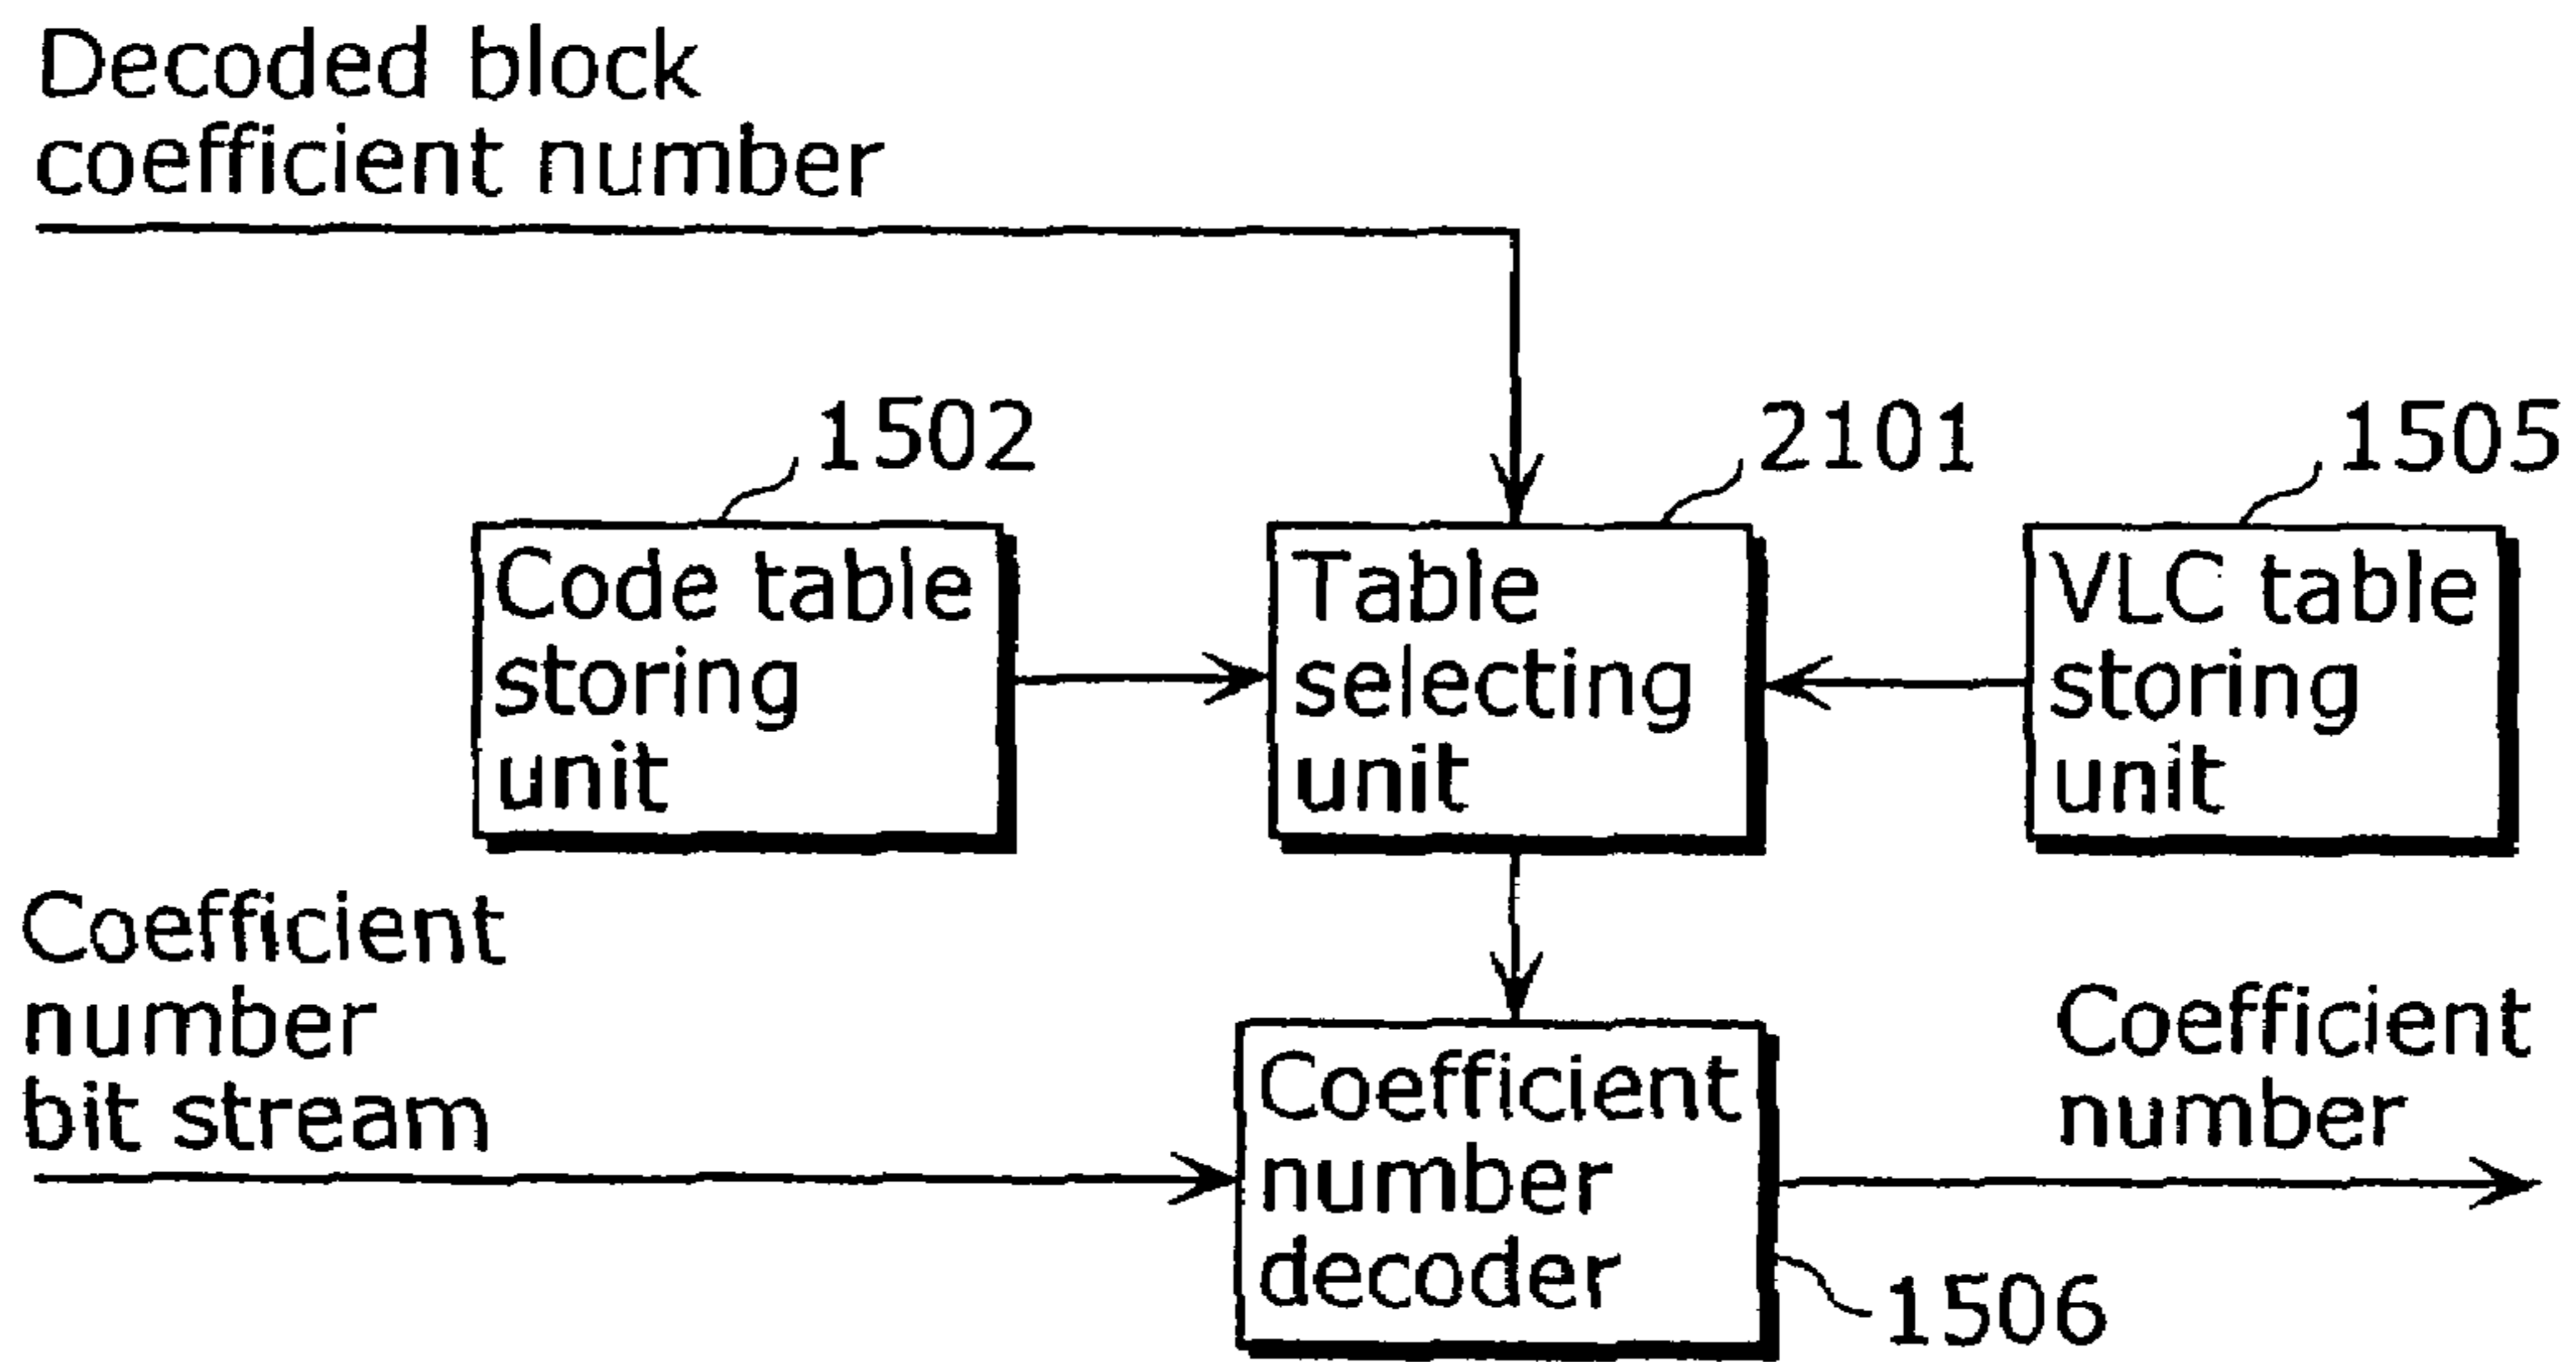 Decoded block
coefficient number
1502
2101
1505
Code table
storing
unit
Table
selecting
unit
VLC table
storing
unit
Coefficient
number
bit stream
Coefficient
number
decoder
Coefficient
number
1506